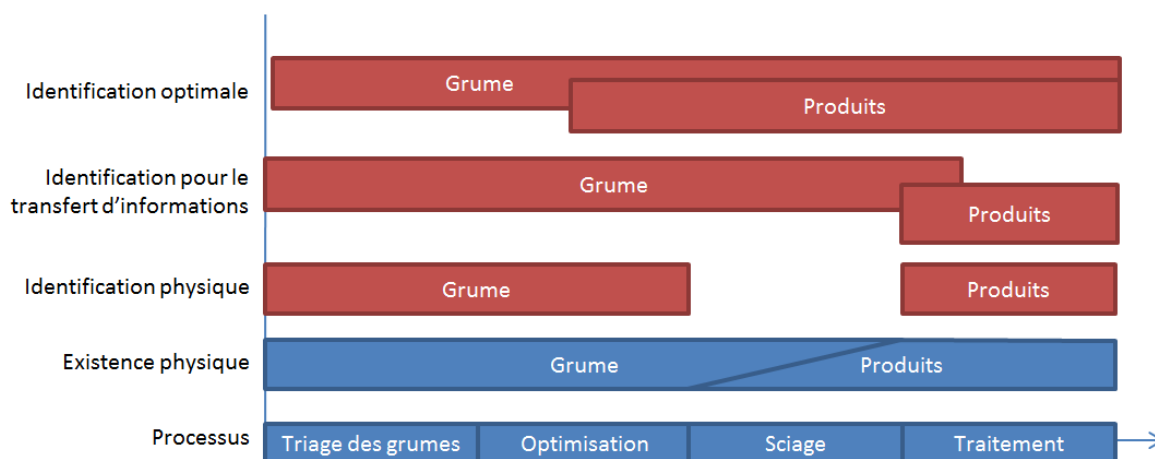 Identification optimale
Grume
Produits
Identification pour le
transfert d'informations
Grume
Produits
Identification physique
Grume
Produits
Existence physique
Grume
Produits
Processus
Triage des grumes
Optimisation
Sciage
Traitement